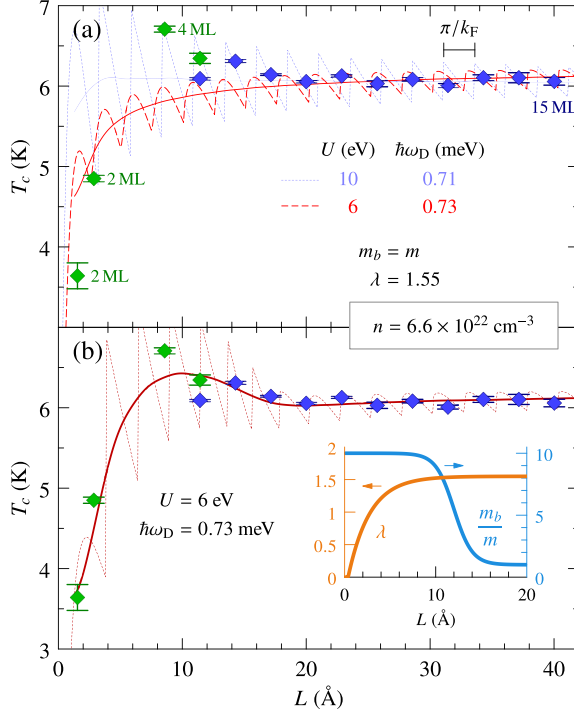 (a)
4 ML
π/k_F
2 ML
2 ML
15 ML
U (eV) ħω_D (meV)
10 0.71
6 0.73
m_b = m
λ = 1.55
n = 6.6 × 10^22 cm^−3
T_c (K)
7
6
5
4
(b)
U = 6 eV
ħω_D = 0.73 meV
T_c (K)
6
5
4
3
0 10 20 30 40
L (Å)
2
1.5
1
0.5
0
λ
m_b/m
10
5
0
0 10 20
L (Å)